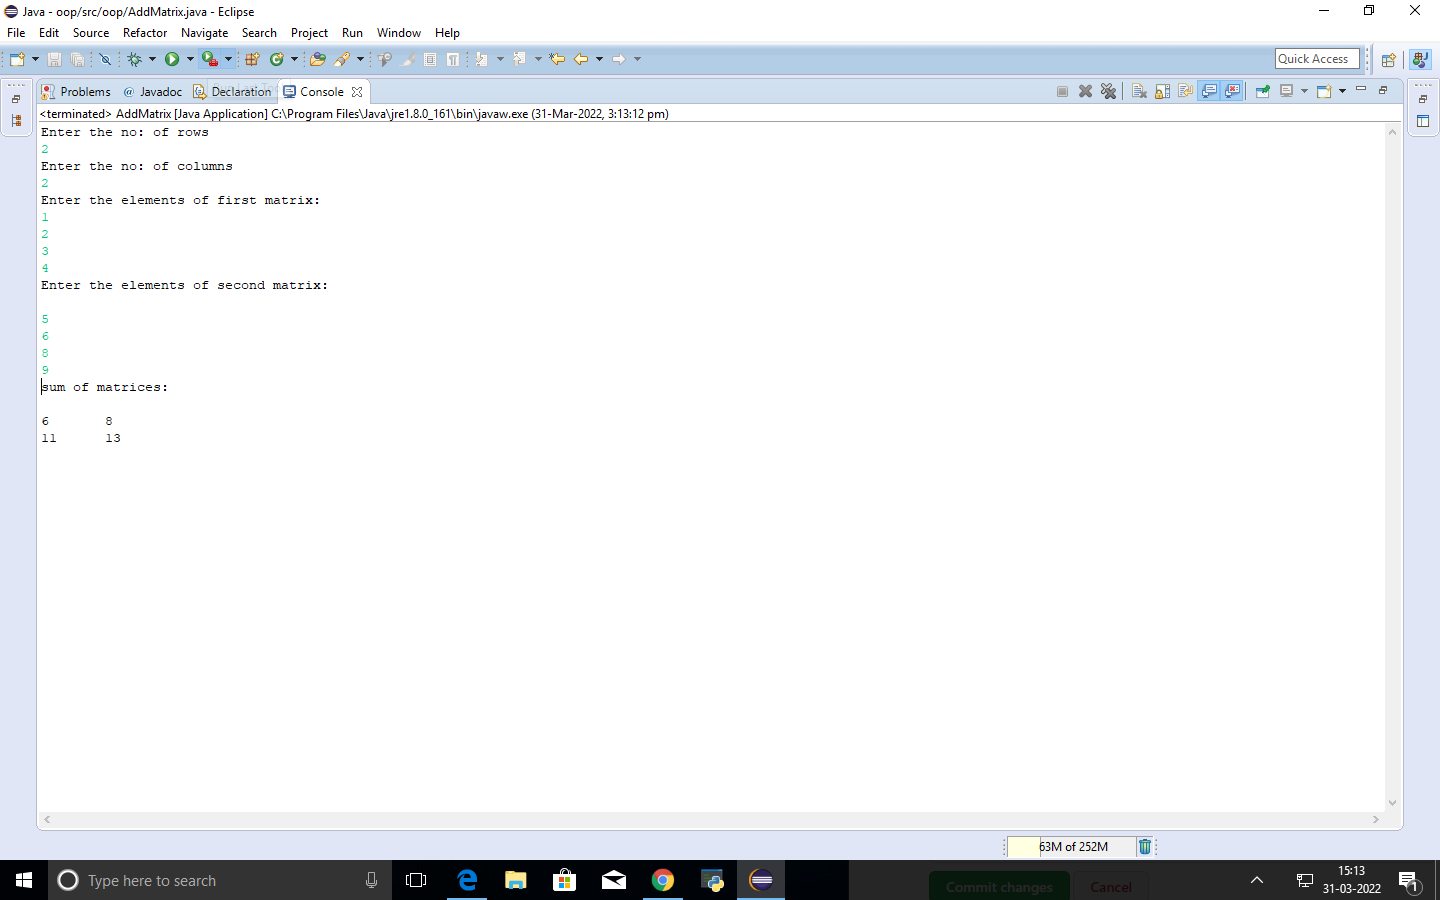 Java - oop/src/oop/AddMatrix.java - Eclipse
File Edit Source Refactor Navigate Search Project Run Window Help
Quick Access
Problems @ Javadoc Declaration Console
<terminated> AddMatrix [Java Application] C:\Program Files\Java\jre1.8.0_161\bin\javaw.exe (31-Mar-2022, 3:13:12 pm)
Enter the no: of rows
2
Enter the no: of columns
2
Enter the elements of first matrix:
1
2
3
4
Enter the elements of second matrix:
5
6
8
9
sum of matrices:
6 8
11 13
63M of 252M
Type here to search
Commit changes Cancel
15:13
31-03-2022
1